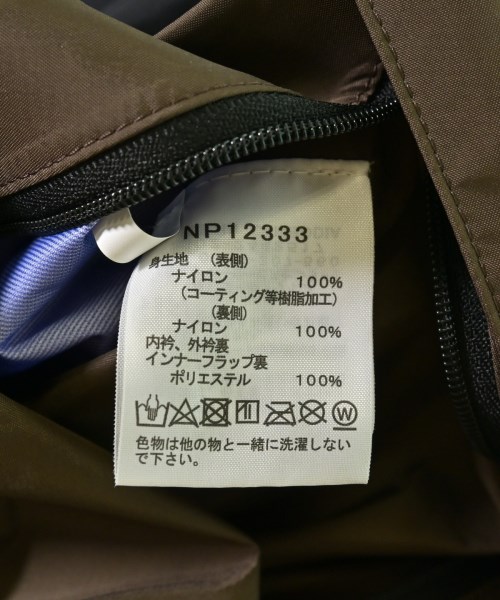 NP12333
身生地 (表側)
ナイロン 100%
(コーティング等樹脂加工)
(裏側)
ナイロン 100%
内衿、外衿裏
インナーフラップ裏
ポリエステル 100%
W
色物は他の物と一緒に洗濯しない
で下さい。